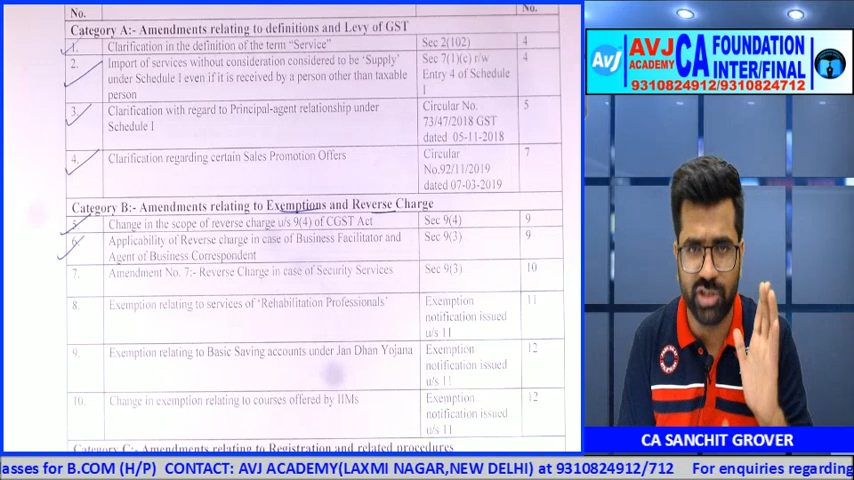 No.
No.
Category A:- Amendments relating to definitions and Levy of GST
1. Clarification in the definition of the term "Service" Sec 2(102) 4
2. Import of services without consideration considered to be 'Supply' Sec 7(1)(c) r/w 4
under Schedule I even if it is received by a person other than taxable Entry 4 of Schedule
person I
3. Clarification with regard to Principal-agent relationship under Circular No. 5
Schedule I 73/47/2018 GST
dated 05-11-2018
4. Clarification regarding certain Sales Promotion Offers Circular 7
No.92/11/2019
dated 07-03-2019
Category B:- Amendments relating to Exemptions and Reverse Charge
5. Change in the scope of reverse charge u/s 9(4) of CGST Act Sec 9(4) 9
6. Applicability of Reverse charge in case of Business Facilitator and Sec 9(3) 9
Agent of Business Correspondent
7. Amendment No. 7:- Reverse Charge in case of Security Services Sec 9(3) 10
8. Exemption relating to services of 'Rehabilitation Professionals' Exemption 11
notification issued
u/s 11
9. Exemption relating to Basic Saving accounts under Jan Dhan Yojana Exemption 12
notification issued
u/s 11
10. Change in exemption relating to courses offered by IIMs Exemption 12
notification issued
u/s 11
Category C:- Amendments relating to Registration and related procedures
AVJ
AVJ
ACADEMY
CA
FOUNDATION
INTER/FINAL
9310824912/9310824712
CA SANCHIT GROVER
lasses for B.COM (H/P) CONTACT: AVJ ACADEMY(LAXMI NAGAR,NEW DELHI) at 9310824912/712 For enquiries regarding